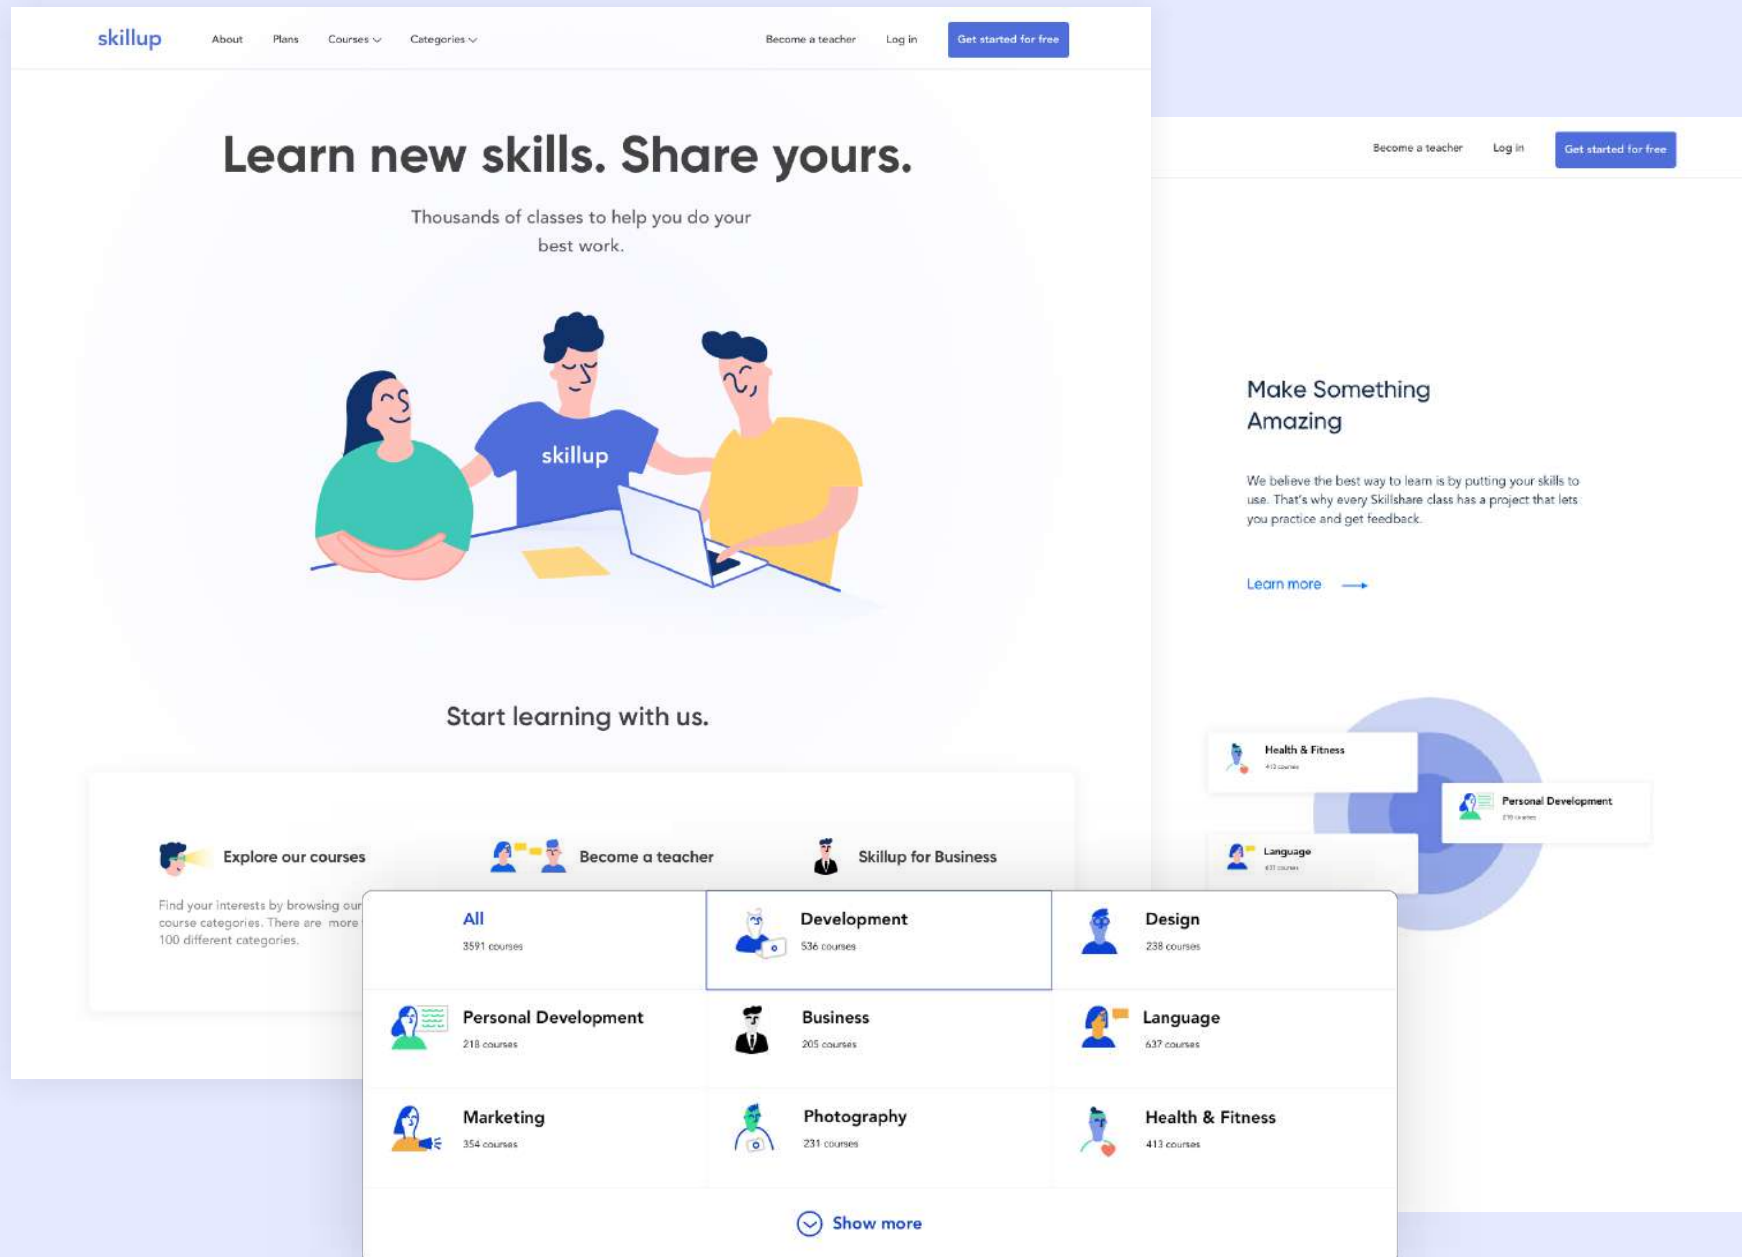 skillup
About
Plans
Courses
Categories
Become a teacher
Log in
Get started for free
Learn new skills. Share yours.
Thousands of classes to help you do your
best work.
skillup
Start learning with us.
Explore our courses
Find your interests by browsing our
course categories. There are more
100 different categories.
Become a teacher
Skillup for Business
Become a teacher
Log in
Get started for free
Make Something
Amazing
We believe the best way to learn is by putting your skills to
use. That's why every Skillshare class has a project that lets
you practice and get feedback.
Learn more
Health & Fitness
413 courses
Personal Development
218 courses
Language
637 courses
All
3591 courses
Development
536 courses
Design
238 courses
Personal Development
218 courses
Business
205 courses
Language
637 courses
Marketing
354 courses
Photography
231 courses
Health & Fitness
413 courses
Show more